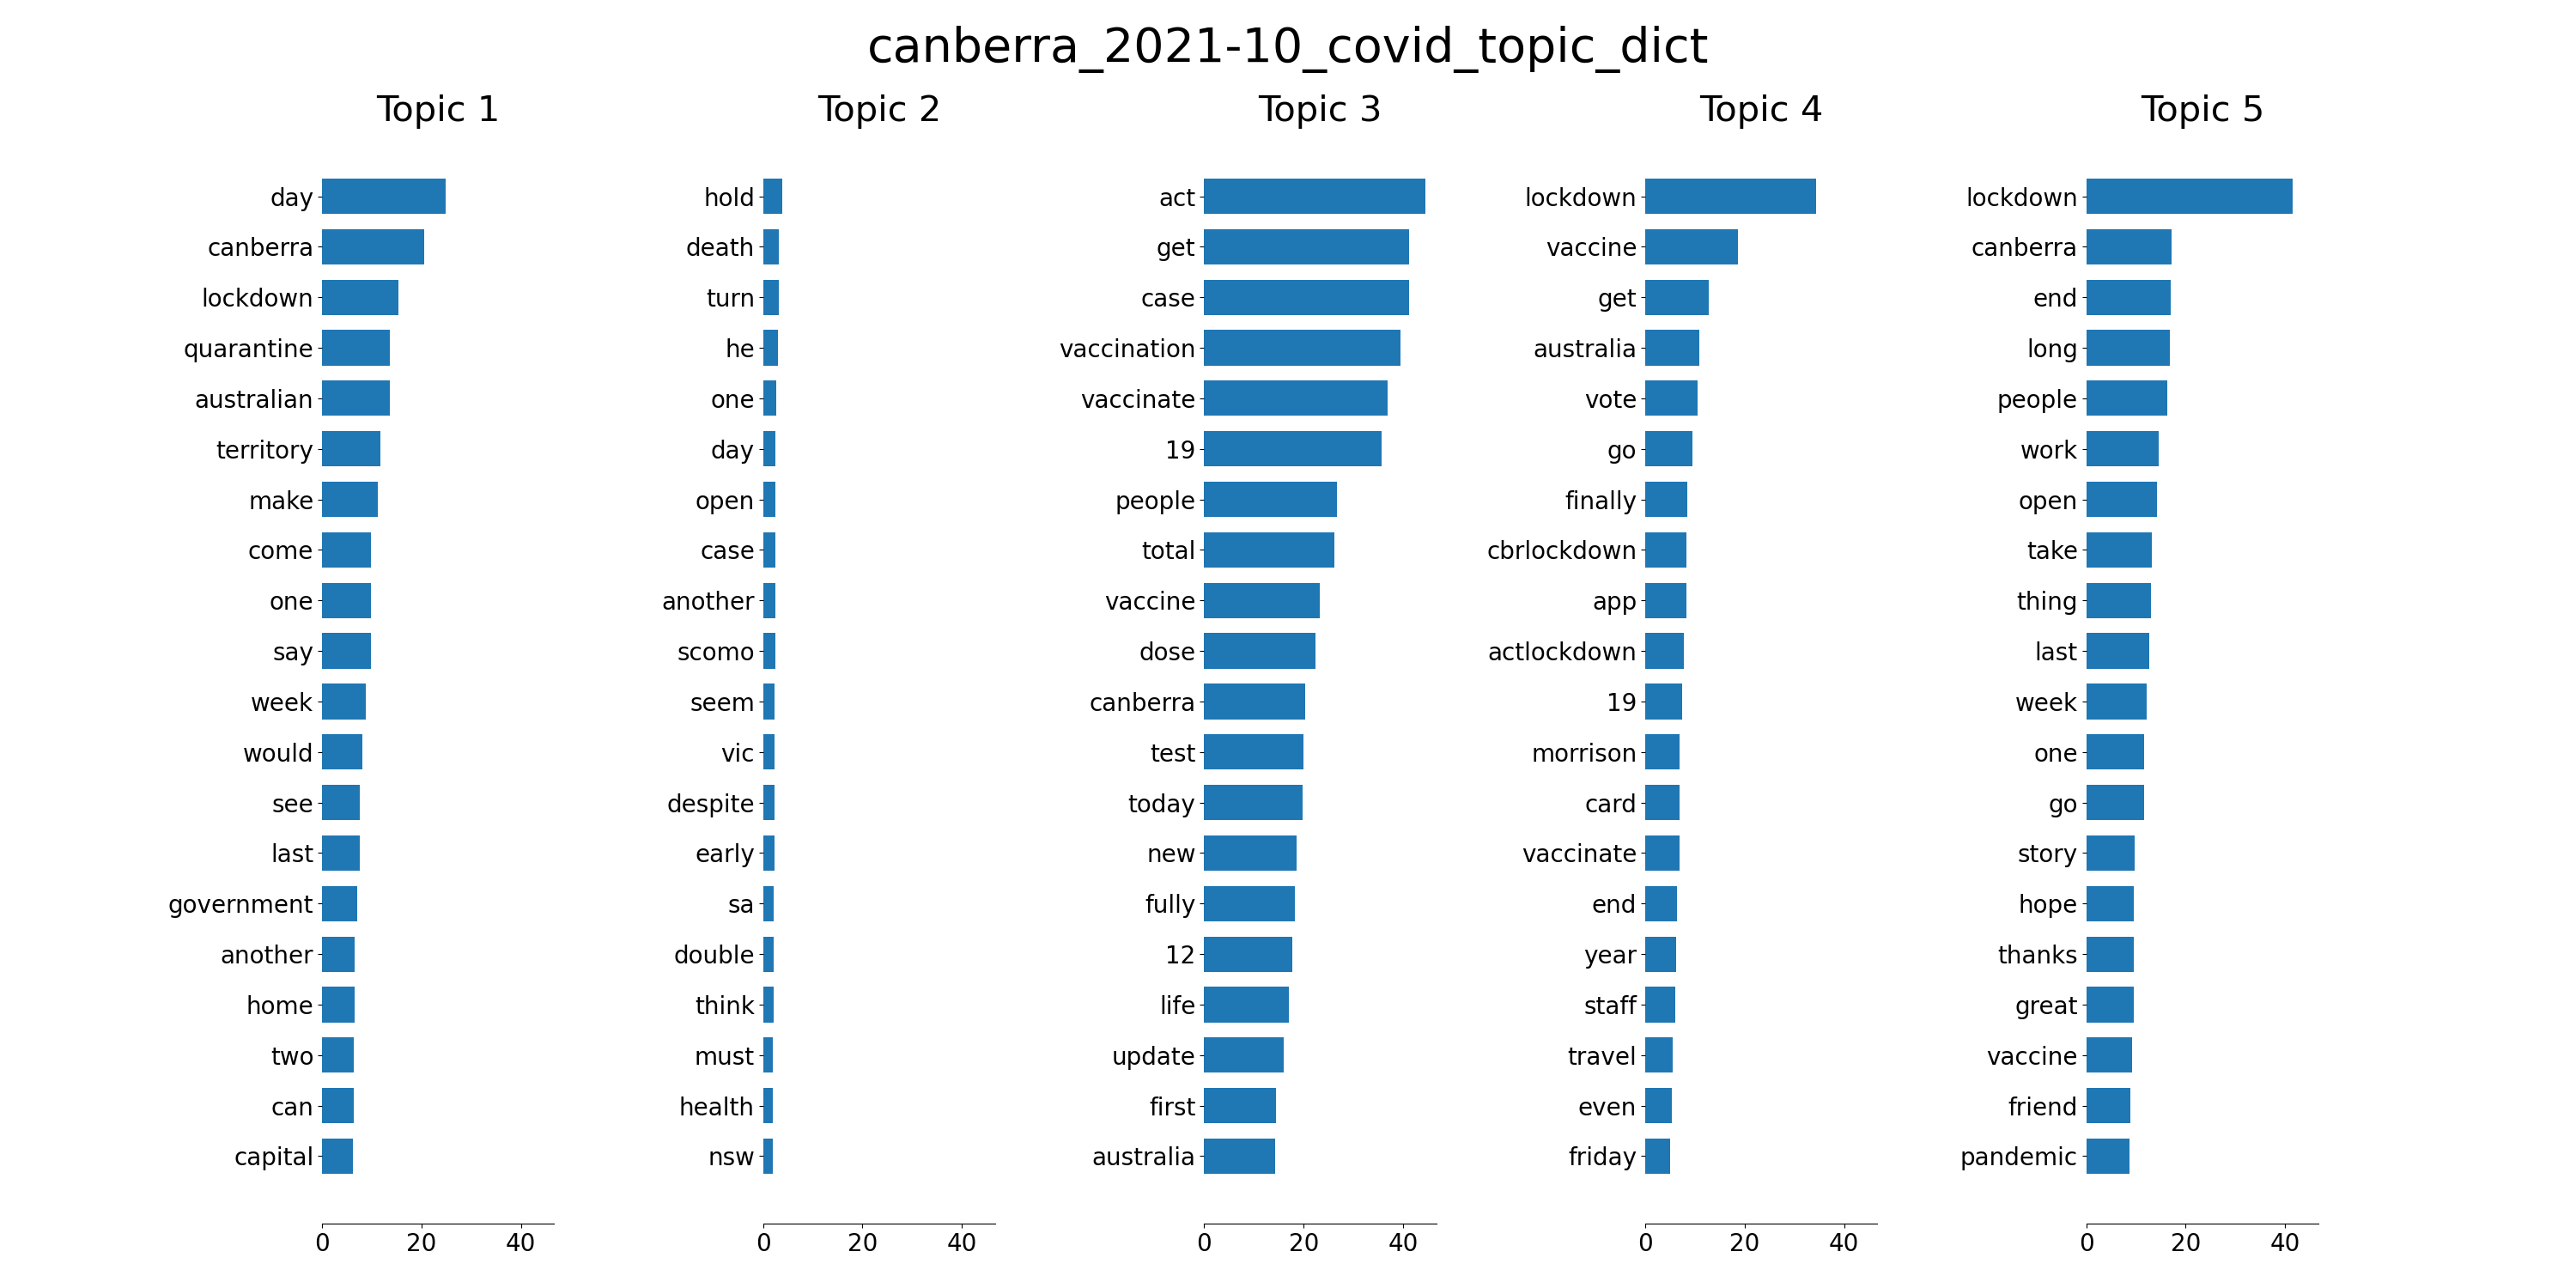 canberra_2021-10_covid_topic_dict
Topic 1
day
canberra
lockdown
quarantine
australian
territory
make
come
one
say
week
would
see
last
government
another
home
two
can
capital
0 20 40
Topic 2
hold
death
turn
he
one
day
open
case
another
scomo
seem
vic
despite
early
sa
double
think
must
health
nsw
0 20 40
Topic 3
act
get
case
vaccination
vaccinate
19
people
total
vaccine
dose
canberra
test
today
new
fully
12
life
update
first
australia
0 20 40
Topic 4
lockdown
vaccine
get
australia
vote
go
finally
cbrlockdown
app
actlockdown
19
morrison
card
vaccinate
end
year
staff
travel
even
friday
0 20 40
Topic 5
lockdown
canberra
end
long
people
work
open
take
thing
last
week
one
go
story
hope
thanks
great
vaccine
friend
pandemic
0 20 40